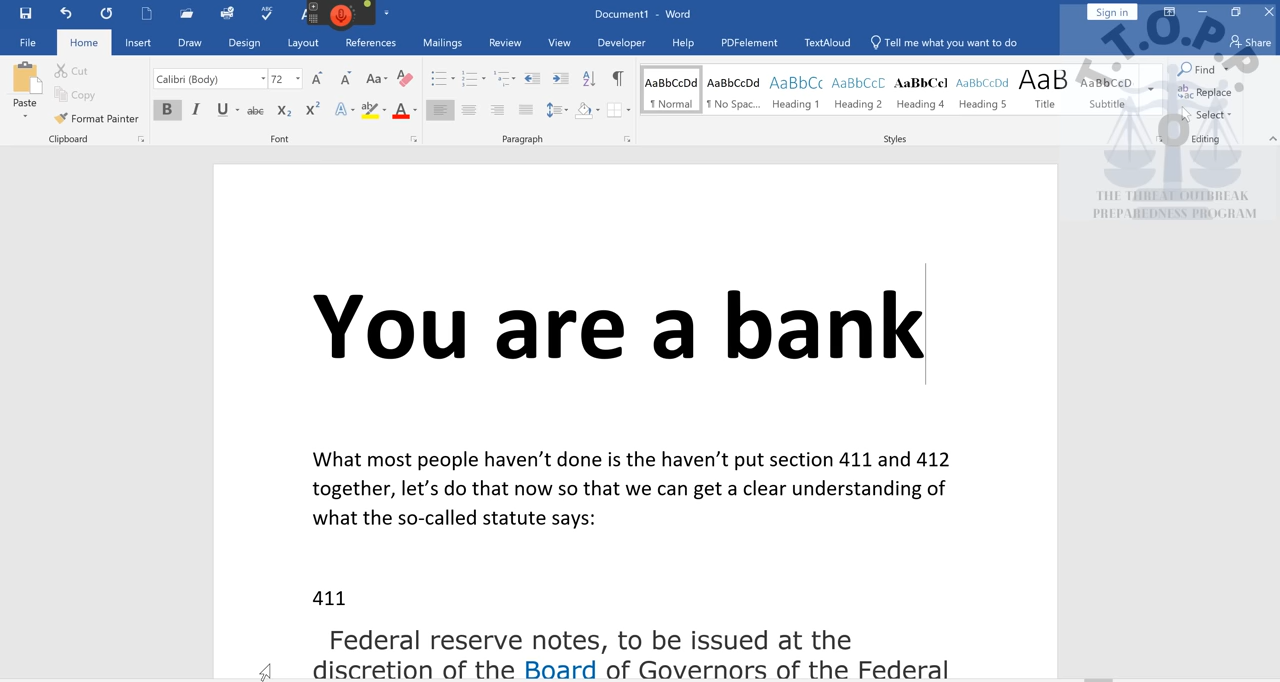 Document1 - Word
Sign in
File Home Insert Draw Design Layout References Mailings Review View Developer Help PDFelement TextAloud Tell me what you want to do Share
Paste
Cut
Copy
Format Painter
Clipboard
Calibri (Body) 72
Font
Paragraph
AaBbCcDd AaBbCcDd AaBbCc AaBbCcD AaBbCcl AaBbCcDd AaB AaBbCcD
¶ Normal ¶ No Spac... Heading 1 Heading 2 Heading 4 Heading 5 Title Subtitle
Styles
Find
Replace
Select
Editing
T.O.P.P.
THE THREAT OUTBREAK
PREPAREDNESS PROGRAM
You are a bank
What most people haven’t done is the haven’t put section 411 and 412
together, let’s do that now so that we can get a clear understanding of
what the so-called statute says:
411
Federal reserve notes, to be issued at the
discretion of the Board of Governors of the Federal